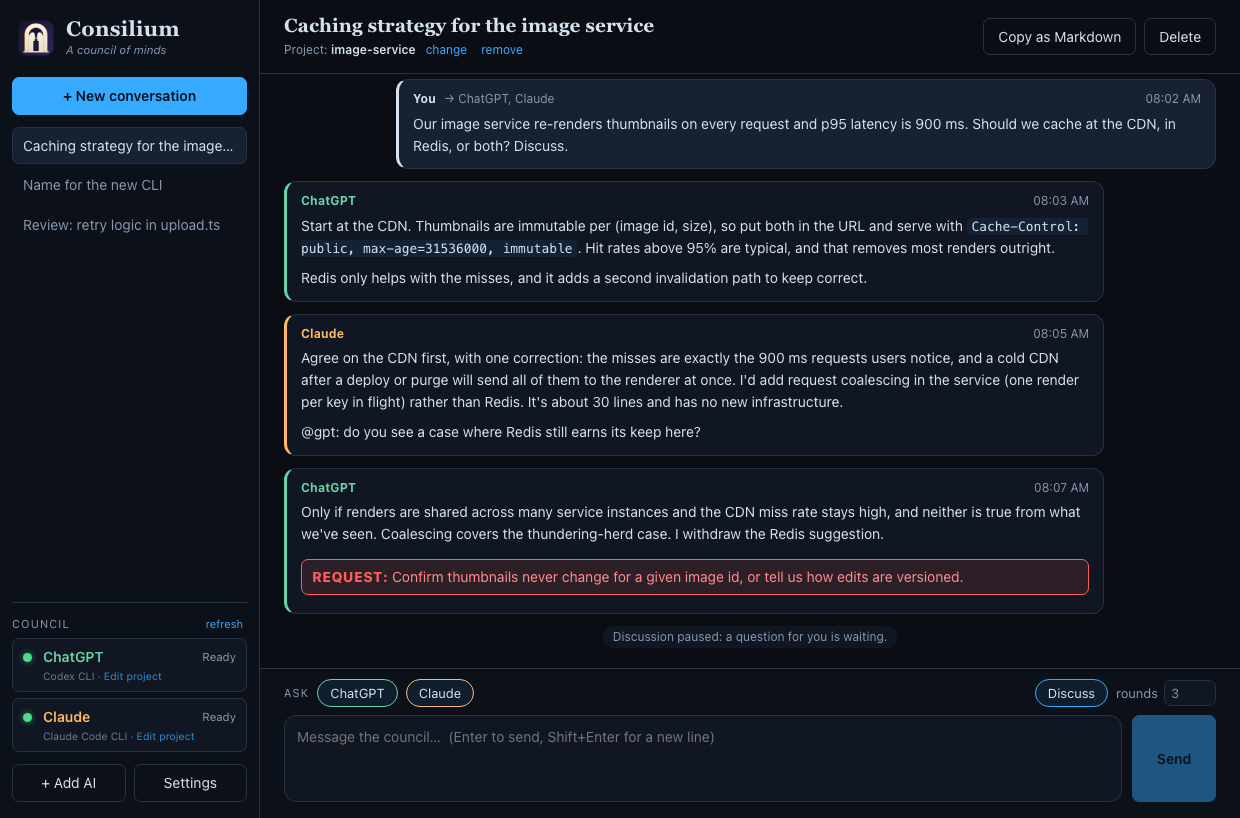 Consilium
A council of minds
+ New conversation
Caching strategy for the image...
Name for the new CLI
Review: retry logic in upload.ts
COUNCIL
refresh
ChatGPT
Ready
Codex CLI · Edit project
Claude
Ready
Claude Code CLI · Edit project
+ Add AI
Settings
Caching strategy for the image service
Project: image-service change remove
Copy as Markdown
Delete
You → ChatGPT, Claude
08:02 AM
Our image service re-renders thumbnails on every request and p95 latency is 900 ms. Should we cache at the CDN, in
Redis, or both? Discuss.
ChatGPT
08:03 AM
Start at the CDN. Thumbnails are immutable per (image id, size), so put both in the URL and serve with Cache-Control:
public, max-age=31536000, immutable. Hit rates above 95% are typical, and that removes most renders outright.
Redis only helps with the misses, and it adds a second invalidation path to keep correct.
Claude
08:05 AM
Agree on the CDN first, with one correction: the misses are exactly the 900 ms requests users notice, and a cold CDN
after a deploy or purge will send all of them to the renderer at once. I'd add request coalescing in the service (one render
per key in flight) rather than Redis. It's about 30 lines and has no new infrastructure.
@gpt: do you see a case where Redis still earns its keep here?
ChatGPT
08:07 AM
Only if renders are shared across many service instances and the CDN miss rate stays high, and neither is true from what
we've seen. Coalescing covers the thundering-herd case. I withdraw the Redis suggestion.
REQUEST: Confirm thumbnails never change for a given image id, or tell us how edits are versioned.
Discussion paused: a question for you is waiting.
ASK ChatGPT Claude
Discuss rounds 3
Message the council... (Enter to send, Shift+Enter for a new line)
Send